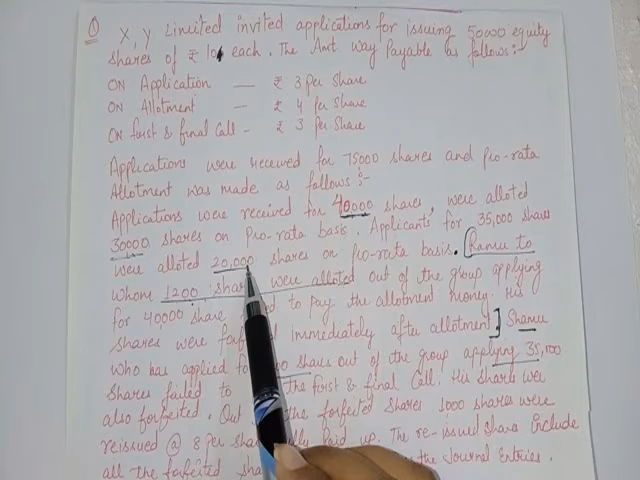 ① X, Y Limited invited applications for issuing 50000 equity
shares of ₹ 10 each. The Amt way Payable as follows:-
ON Application — ₹ 3 per share
ON Allotment — ₹ 4 per share
ON first & final Call - ₹ 3 per share
Applications were received for 75000 shares and pro-rata
Allotment was made as follows:-
Applications were received for 40000 shares, were alloted
30000 shares on pro-rata basis. Applicants for 35,000 shares
were alloted 20,000 shares on pro-rata basis. (Ramu to
whom 1200 were alloted out of the group applying
for 40,000 share to pay the allotment money. His
shares were immediately after allotment.] Shamu
who has applied out of the group applying 35,000
shares failed to the first & final Call. His shares were
also forfeited. Out the forfeited shares 1000 shares were
reissued @ 8 per paid up. The re-issued share include
all the forfeited the Journal Entries.